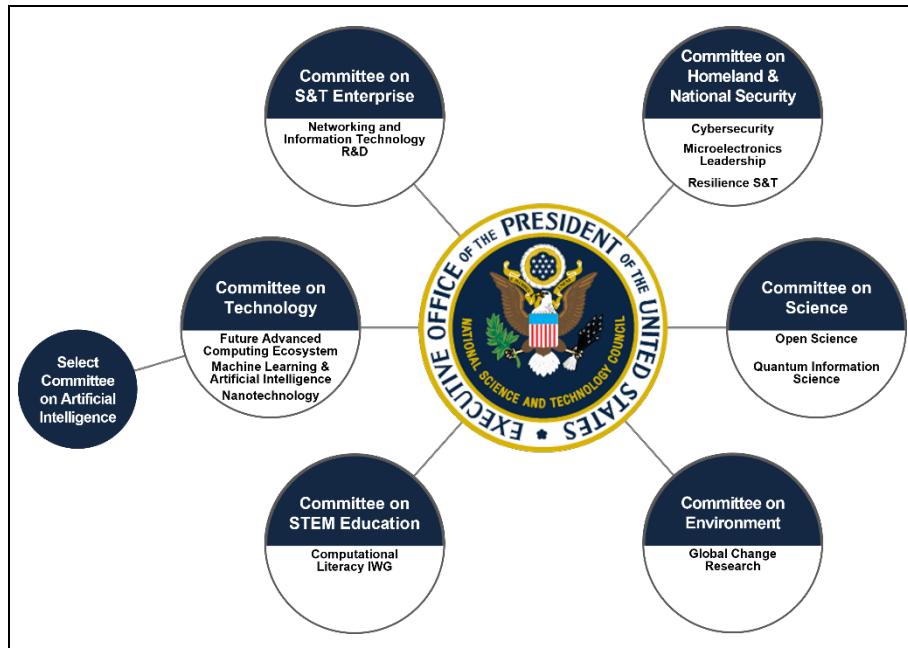 Committee on
S&T Enterprise
Networking and
Information Technology
R&D
Committee on
Homeland &
National Security
Cybersecurity
Microelectronics
Leadership
Resilience S&T
Committee on
Technology
Future Advanced
Computing Ecosystem
Machine Learning &
Artificial Intelligence
Nanotechnology
Select
Committee
on Artificial
Intelligence
EXECUTIVE OFFICE OF THE PRESIDENT OF THE UNITED STATES
NATIONAL SCIENCE AND TECHNOLOGY COUNCIL
Committee on
Science
Open Science
Quantum Information
Science
Committee on
STEM Education
Computational
Literacy IWG
Committee on
Environment
Global Change
Research